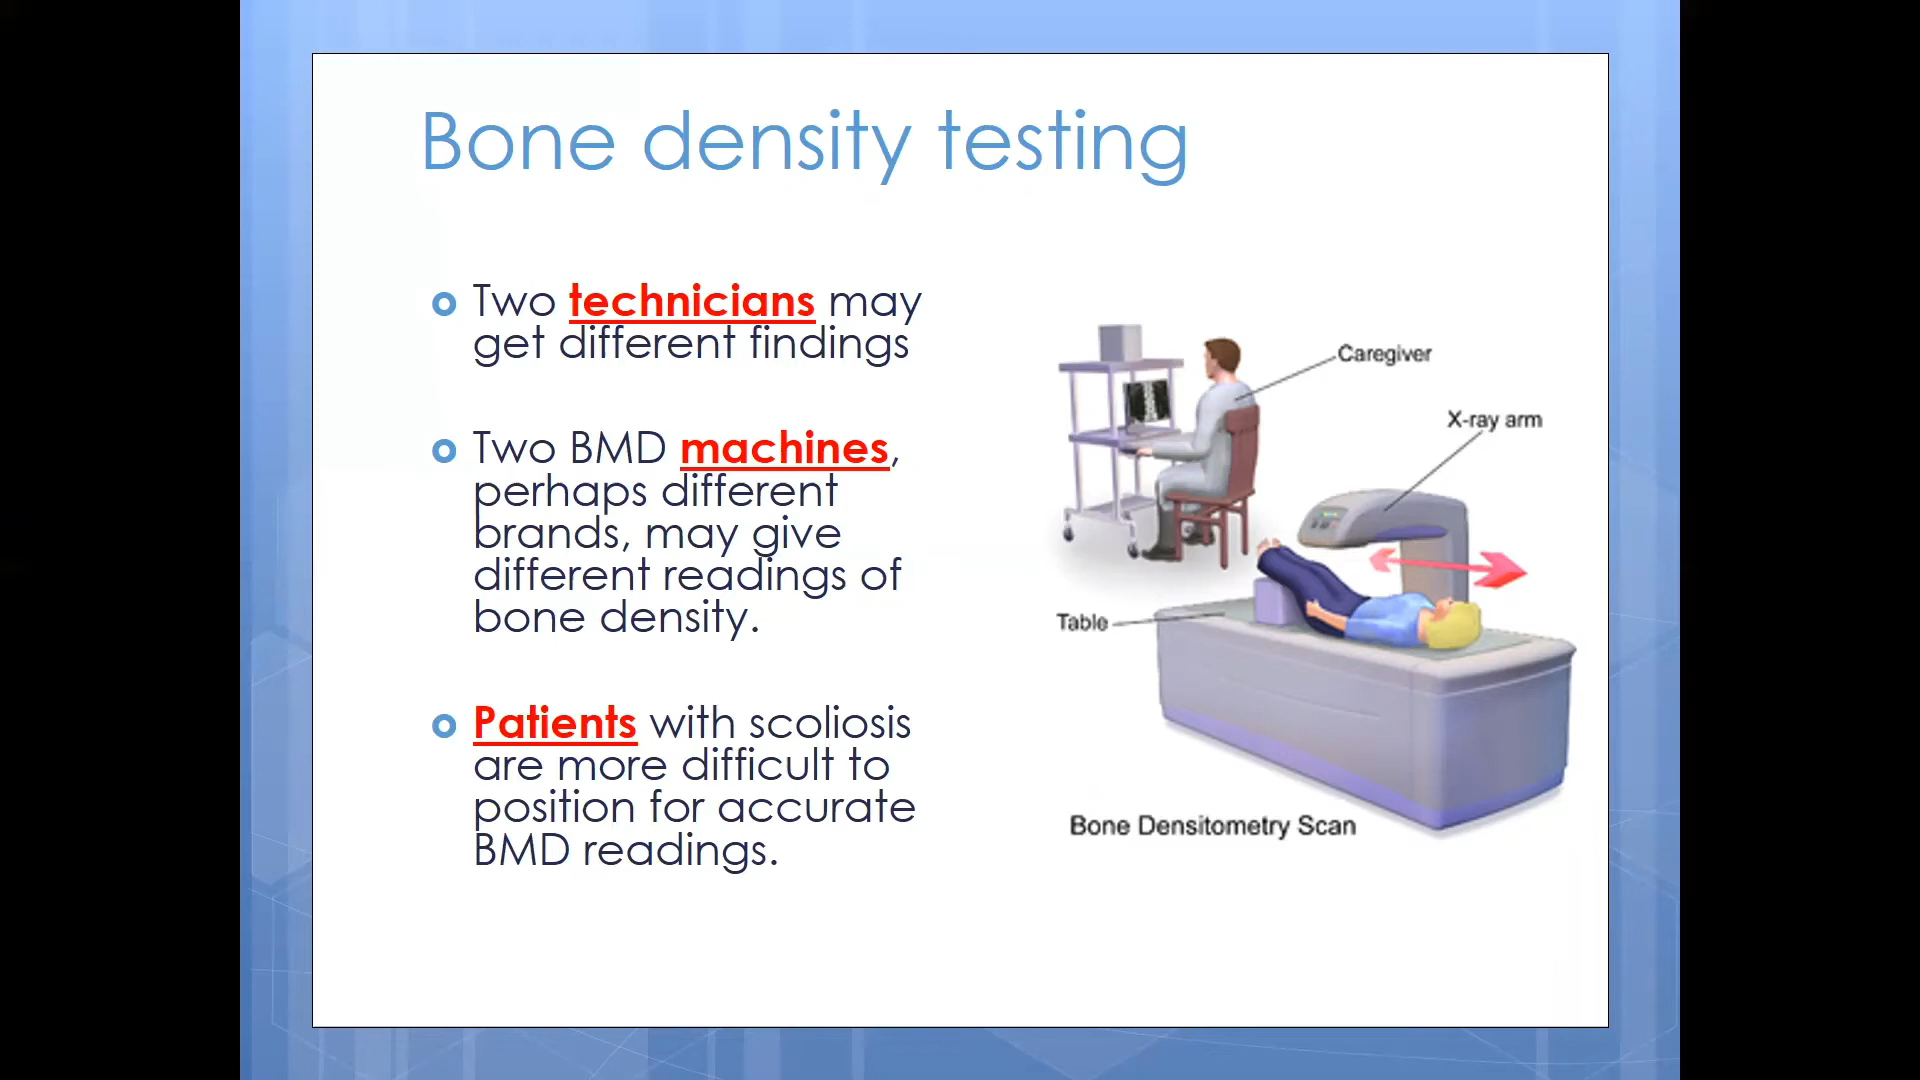 Bone density testing
Two technicians may
get different findings
Two BMD machines,
perhaps different
brands, may give
different readings of
bone density.
Patients with scoliosis
are more difficult to
position for accurate
BMD readings.
Caregiver
X-ray arm
Table
Bone Densitometry Scan